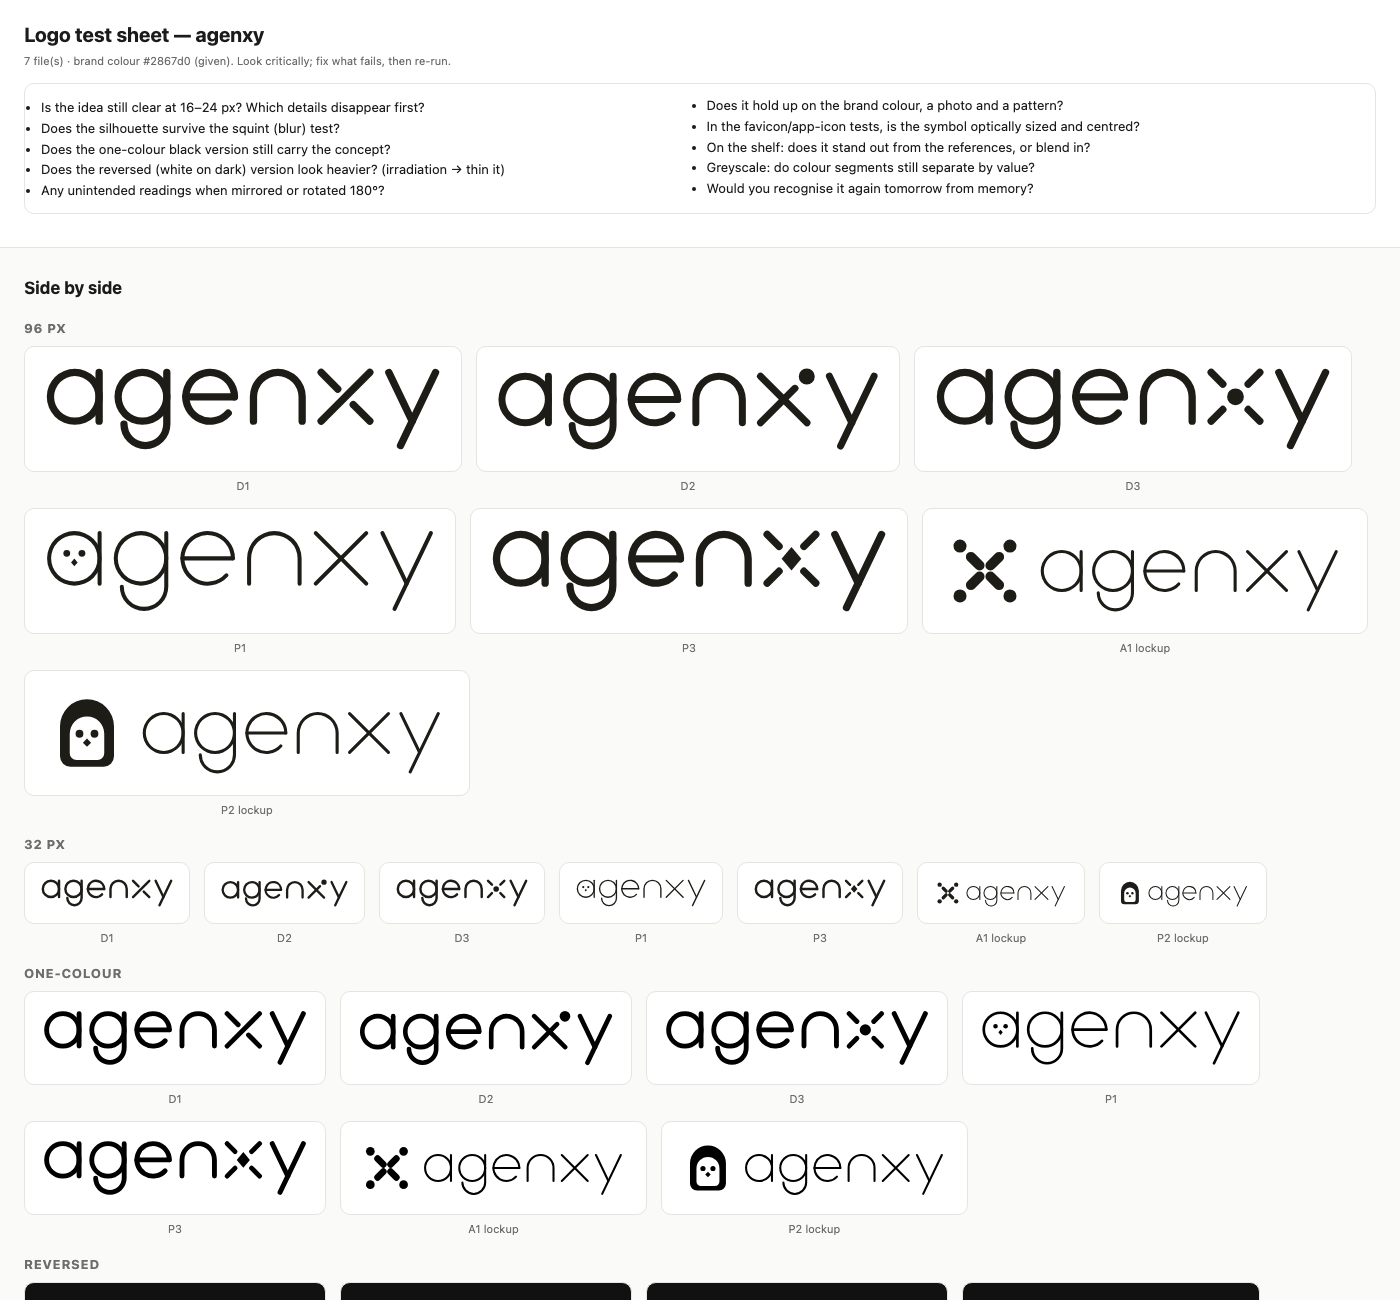 Logo test sheet — agenxy
7 file(s) · brand colour #2867d0 (given). Look critically; fix what fails, then re-run.
• Is the idea still clear at 16–24 px? Which details disappear first?
• Does the silhouette survive the squint (blur) test?
• Does the one-colour black version still carry the concept?
• Does the reversed (white on dark) version look heavier? (irradiation → thin it)
• Any unintended readings when mirrored or rotated 180°?
• Does it hold up on the brand colour, a photo and a pattern?
• In the favicon/app-icon tests, is the symbol optically sized and centred?
• On the shelf: does it stand out from the references, or blend in?
• Greyscale: do colour segments still separate by value?
• Would you recognise it again tomorrow from memory?
Side by side
96 PX
agenxy agenxy agenxy
D1 D2 D3
agenxy agenxy agenxy
P1 P3 A1 lockup
agenxy
P2 lockup
32 PX
agenxy agenxy agenxy agenxy agenxy agenxy agenxy
D1 D2 D3 P1 P3 A1 lockup P2 lockup
ONE-COLOUR
agenxy agenxy agenxy agenxy
D1 D2 D3 P1
agenxy agenxy agenxy
P3 A1 lockup P2 lockup
REVERSED